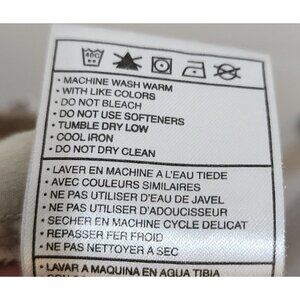 40C
• MACHINE WASH WARM
• WITH LIKE COLORS
• DO NOT BLEACH
• DO NOT USE SOFTENERS
• TUMBLE DRY LOW
• COOL IRON
• DO NOT DRY CLEAN
• LAVER EN MACHINE A L'EAU TIEDE
• AVEC COULEURS SIMILAIRES
• NE PAS UTILISER D'EAU DE JAVEL
• NE PAS UTILISER D'ADOUCISSEUR
• SECHER EN MACHINE CYCLE DELICAT
• REPASSER FER FROID
• NE PAS NETTOYER A SEC
• LAVAR A MAQUINA EN AGUA TIBIA